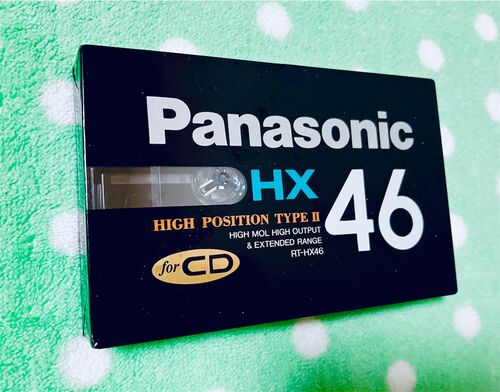 Panasonic
HX 46
HIGH POSITION TYPE II
HIGH MOL HIGH OUTPUT
& EXTENDED RANGE
RT-HX46
for CD